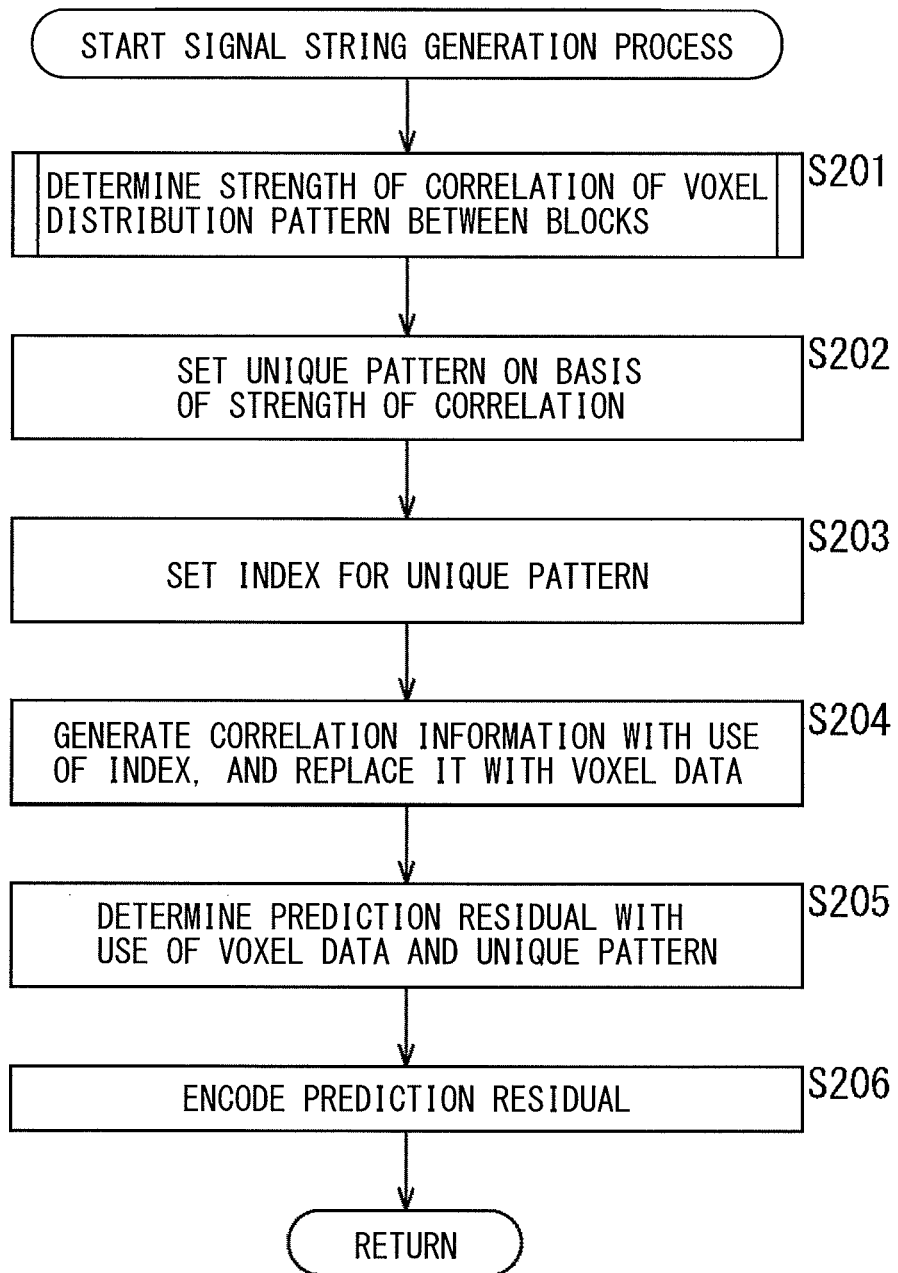 START SIGNAL STRING GENERATION PROCESS
S201
DETERMINE STRENGTH OF CORRELATION OF VOXEL
DISTRIBUTION PATTERN BETWEEN BLOCKS
S202
SET UNIQUE PATTERN ON BASIS
OF STRENGTH OF CORRELATION
S203
SET INDEX FOR UNIQUE PATTERN
S204
GENERATE CORRELATION INFORMATION WITH USE
OF INDEX, AND REPLACE IT WITH VOXEL DATA
S205
DETERMINE PREDICTION RESIDUAL WITH
USE OF VOXEL DATA AND UNIQUE PATTERN
S206
ENCODE PREDICTION RESIDUAL
RETURN